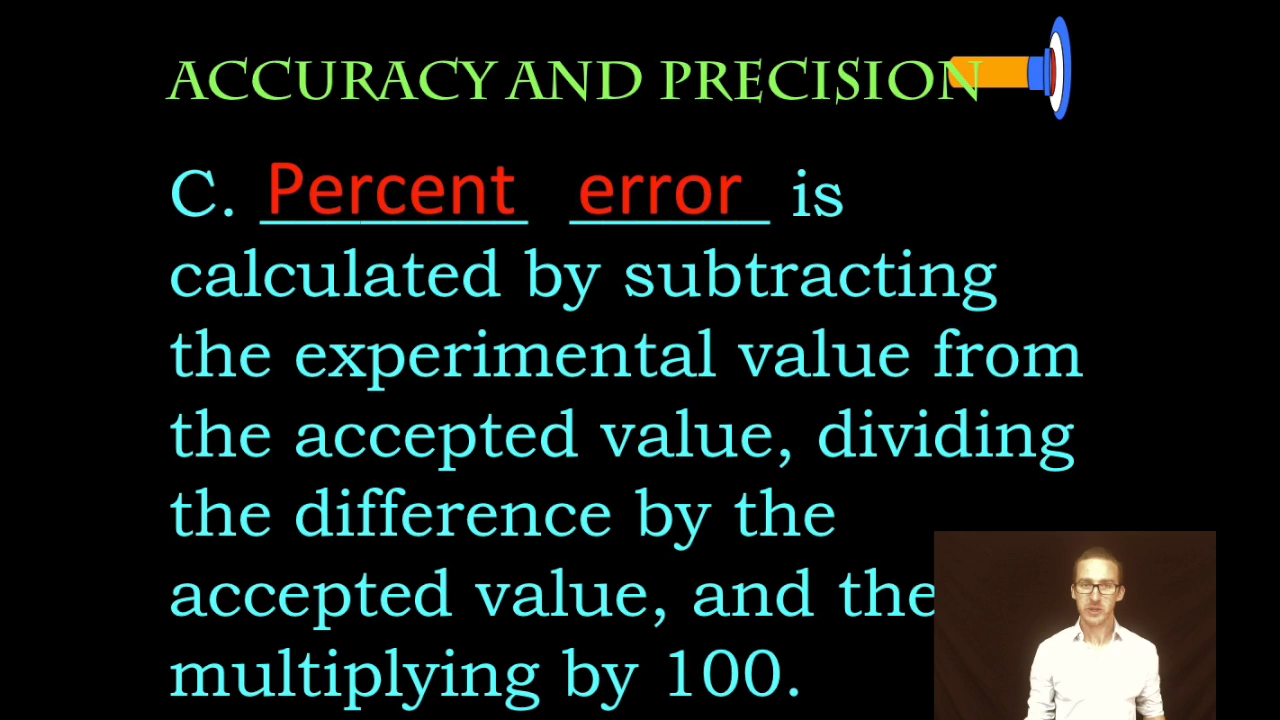 ACCURACY AND PRECISION
C. Percent error is
calculated by subtracting
the experimental value from
the accepted value, dividing
the difference by the
accepted value, and the
multiplying by 100.